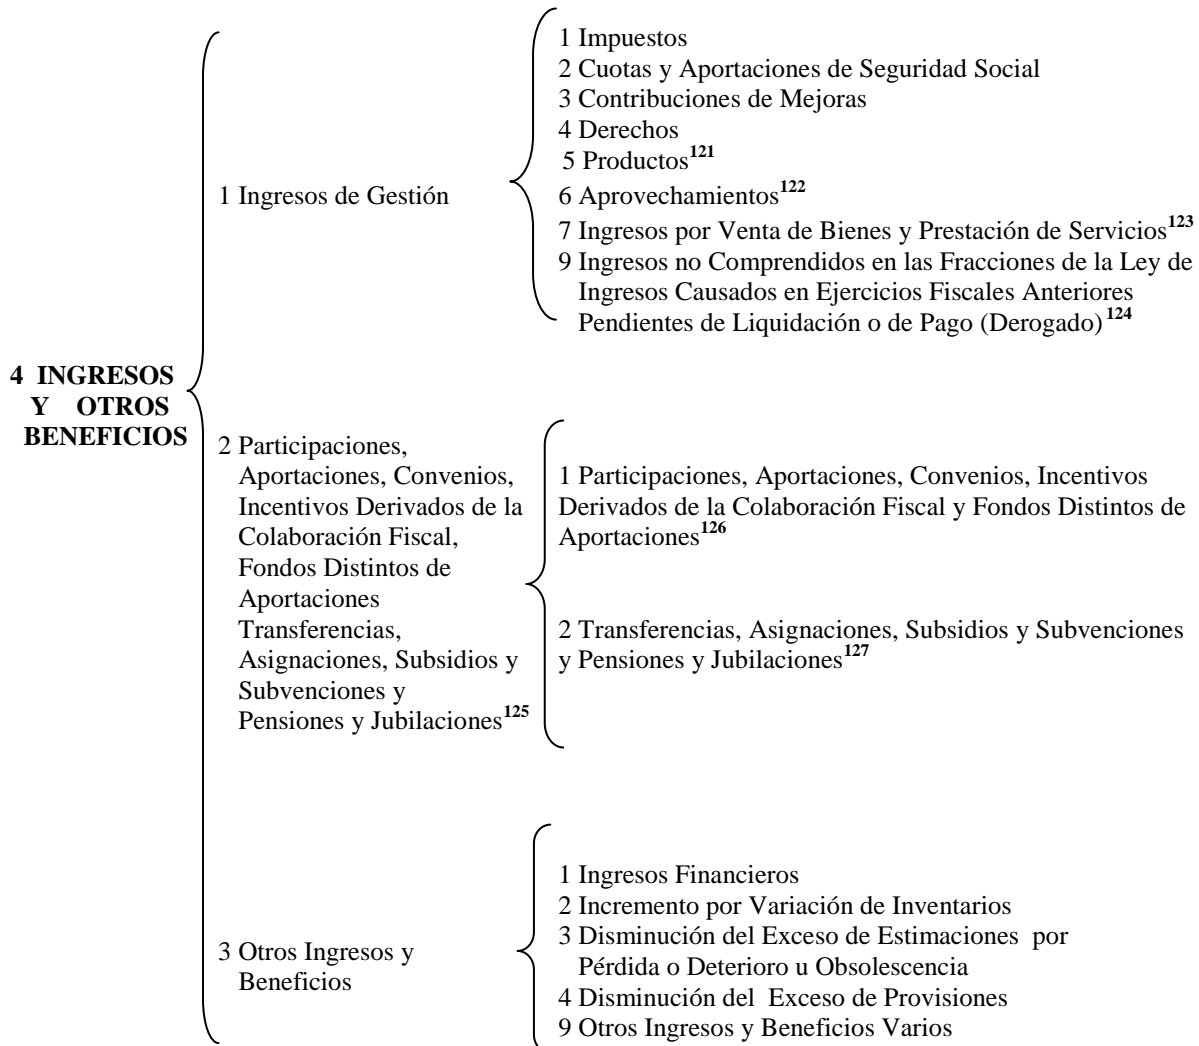 4 INGRESOS
Y OTROS
BENEFICIOS
1 Ingresos de Gestión
1 Impuestos
2 Cuotas y Aportaciones de Seguridad Social
3 Contribuciones de Mejoras
4 Derechos
5 Productos121
6 Aprovechamientos122
7 Ingresos por Venta de Bienes y Prestación de Servicios123
9 Ingresos no Comprendidos en las Fracciones de la Ley de
Ingresos Causados en Ejercicios Fiscales Anteriores
Pendientes de Liquidación o de Pago (Derogado)124
2 Participaciones,
Aportaciones, Convenios,
Incentivos Derivados de la
Colaboración Fiscal,
Fondos Distintos de
Aportaciones
Transferencias,
Asignaciones, Subsidios y
Subvenciones y
Pensiones y Jubilaciones125
1 Participaciones, Aportaciones, Convenios, Incentivos
Derivados de la Colaboración Fiscal y Fondos Distintos de
Aportaciones126
2 Transferencias, Asignaciones, Subsidios y Subvenciones
y Pensiones y Jubilaciones127
3 Otros Ingresos y
Beneficios
1 Ingresos Financieros
2 Incremento por Variación de Inventarios
3 Disminución del Exceso de Estimaciones por
Pérdida o Deterioro u Obsolescencia
4 Disminución del Exceso de Provisiones
9 Otros Ingresos y Beneficios Varios